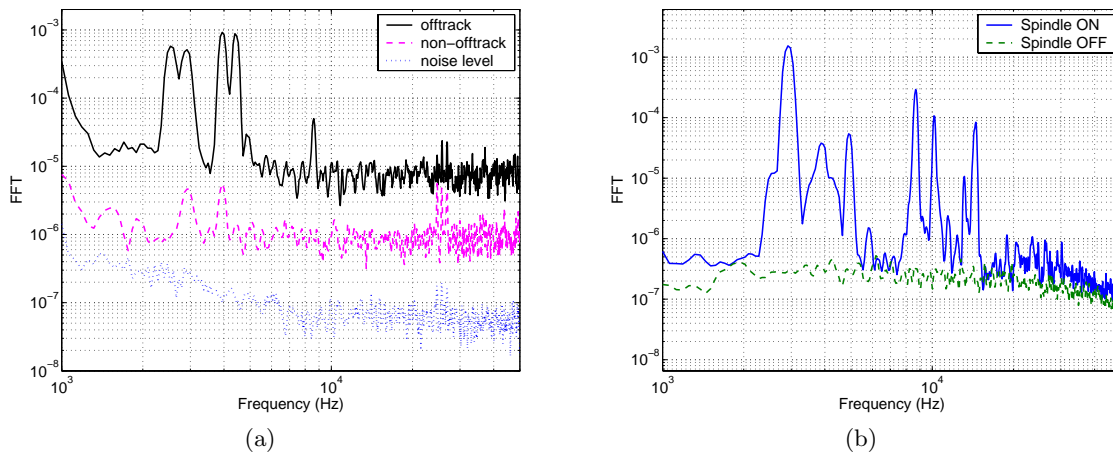 offtrack
non-offtrack
noise level
10^-3
10^-4
10^-5
10^-6
10^-7
10^-8
FFT
10^3
10^4
Frequency (Hz)
(a)
Spindle ON
Spindle OFF
10^-3
10^-4
10^-5
10^-6
10^-7
10^-8
FFT
10^3
10^4
Frequency (Hz)
(b)